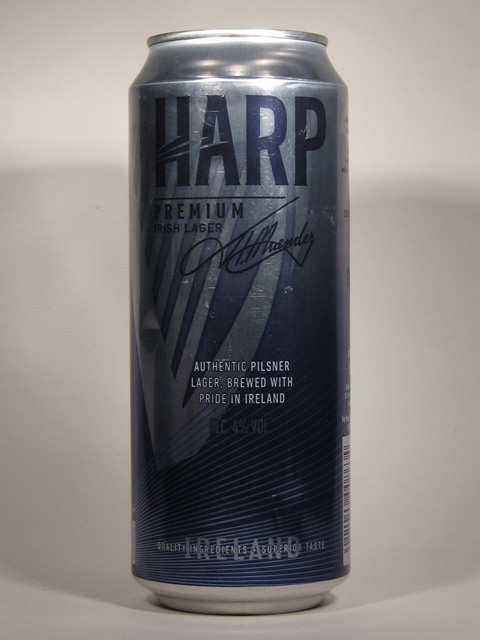 HARP
PREMIUM
IRISH LAGER
AUTHENTIC PILSNER
LAGER, BREWED WITH
PRIDE IN IRELAND
ALC. 4% VOL
IRELAND
QUALITY INGREDIENTS & SUPERIOR TASTE